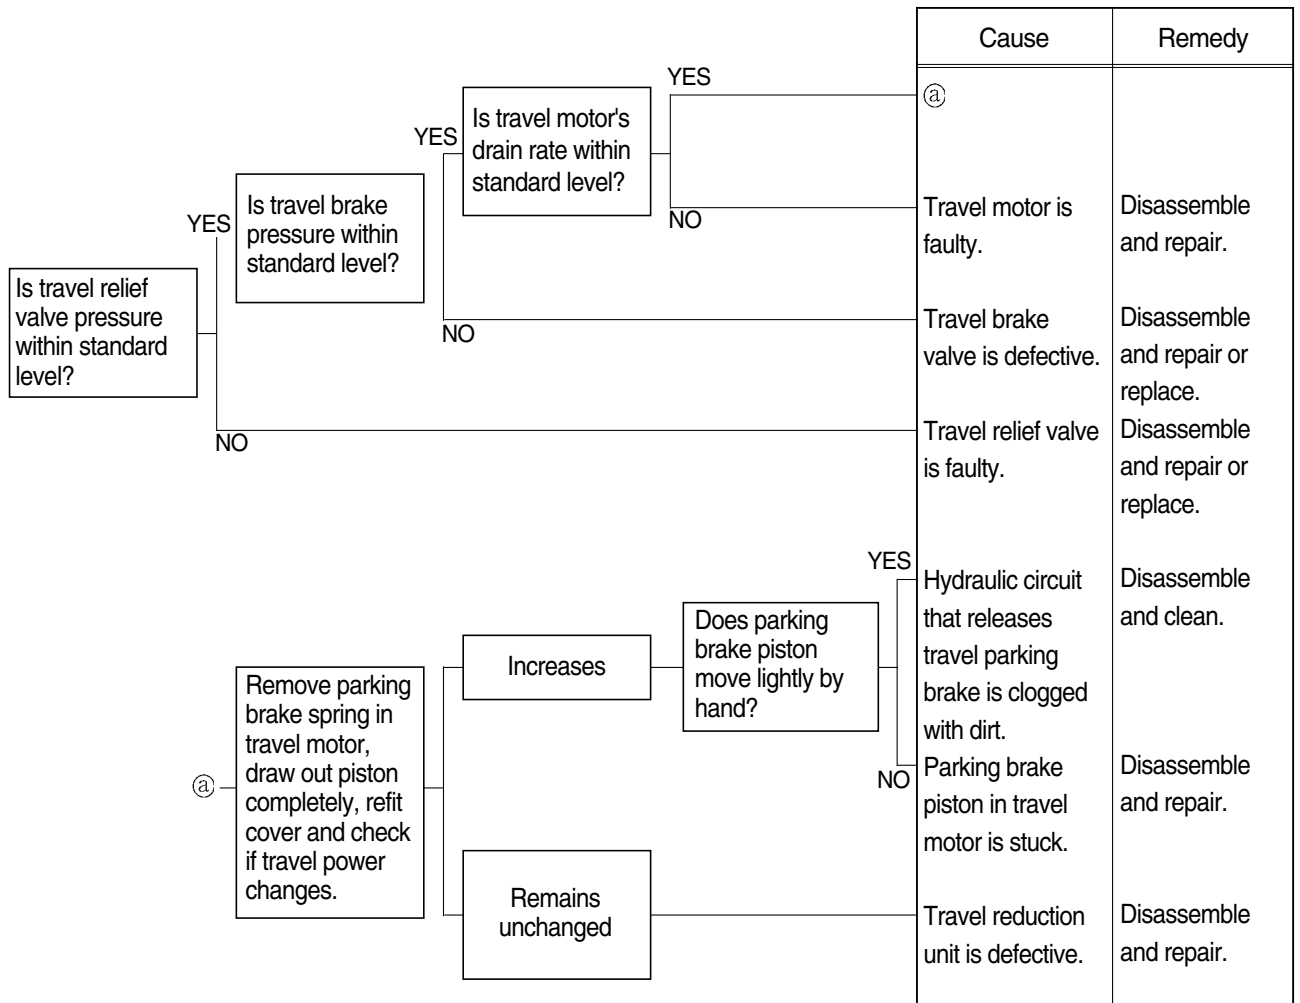 Cause
Remedy
YES
ⓐ
YES
Is travel motor's
drain rate within
standard level?
NO
Travel motor is
faulty.
Disassemble
and repair.
YES
Is travel brake
pressure within
standard level?
NO
Travel brake
valve is defective.
Disassemble
and repair or
replace.
Is travel relief
valve pressure
within standard
level?
NO
Travel relief valve
is faulty.
Disassemble
and repair or
replace.
ⓐ
Remove parking
brake spring in
travel motor,
draw out piston
completely, refit
cover and check
if travel power
changes.
Increases
Does parking
brake piston
move lightly by
hand?
YES
Hydraulic circuit
that releases
travel parking
brake is clogged
with dirt.
Disassemble
and clean.
NO
Parking brake
piston in travel
motor is stuck.
Disassemble
and repair.
Remains
unchanged
Travel reduction
unit is defective.
Disassemble
and repair.